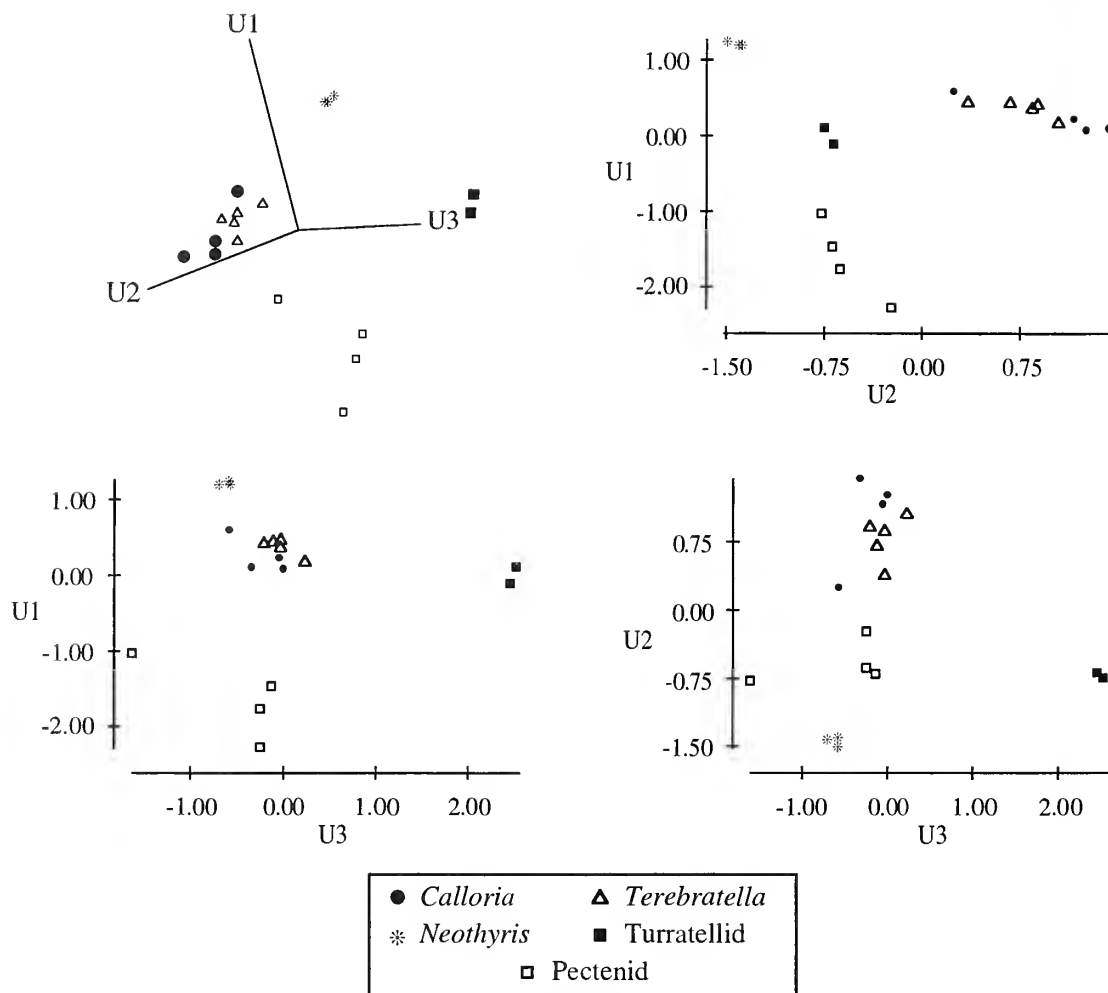 U1
U3
U2
1.00
0.00
U1
-1.00
-2.00
-1.50 -0.75 0.00 0.75
U2
1.00
0.00
U1
-1.00
-2.00
-1.00 0.00 1.00 2.00
U3
0.75
0.00
U2
-0.75
-1.50
-1.00 0.00 1.00 2.00
U3
Calloria Terebratella
Neothyris Turratellid
Pectenid